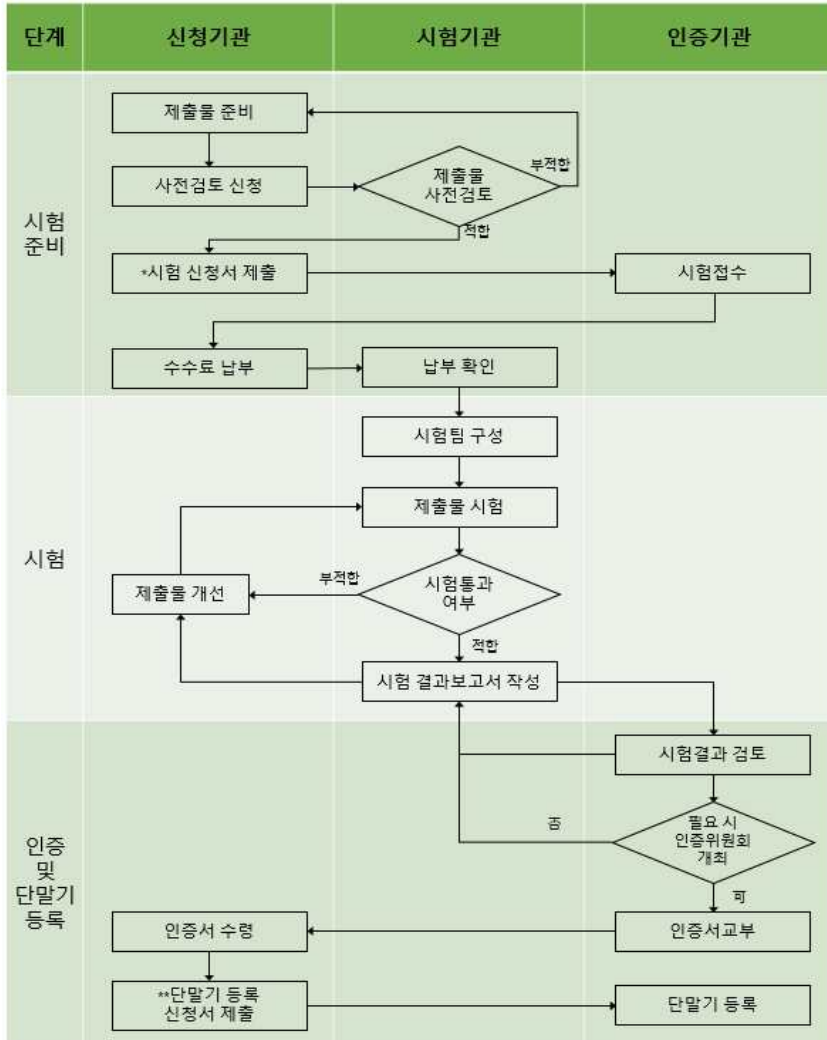 단계
신청기관
시험기관
인증기관
시험
준비
제출물 준비
사전검토 신청
제출물
사전검토
부적합
적합
*시험 신청서 제출
시험접수
수수료 납부
납부 확인
시험
시험팀 구성
제출물 시험
시험통과
여부
부적합
제출물 개선
적합
시험 결과보고서 작성
인증
및
단말기
등록
시험결과 검토
필요 시
인증위원회
개최
부
가
인증서교부
인증서 수령
**단말기 등록
신청서 제출
단말기 등록